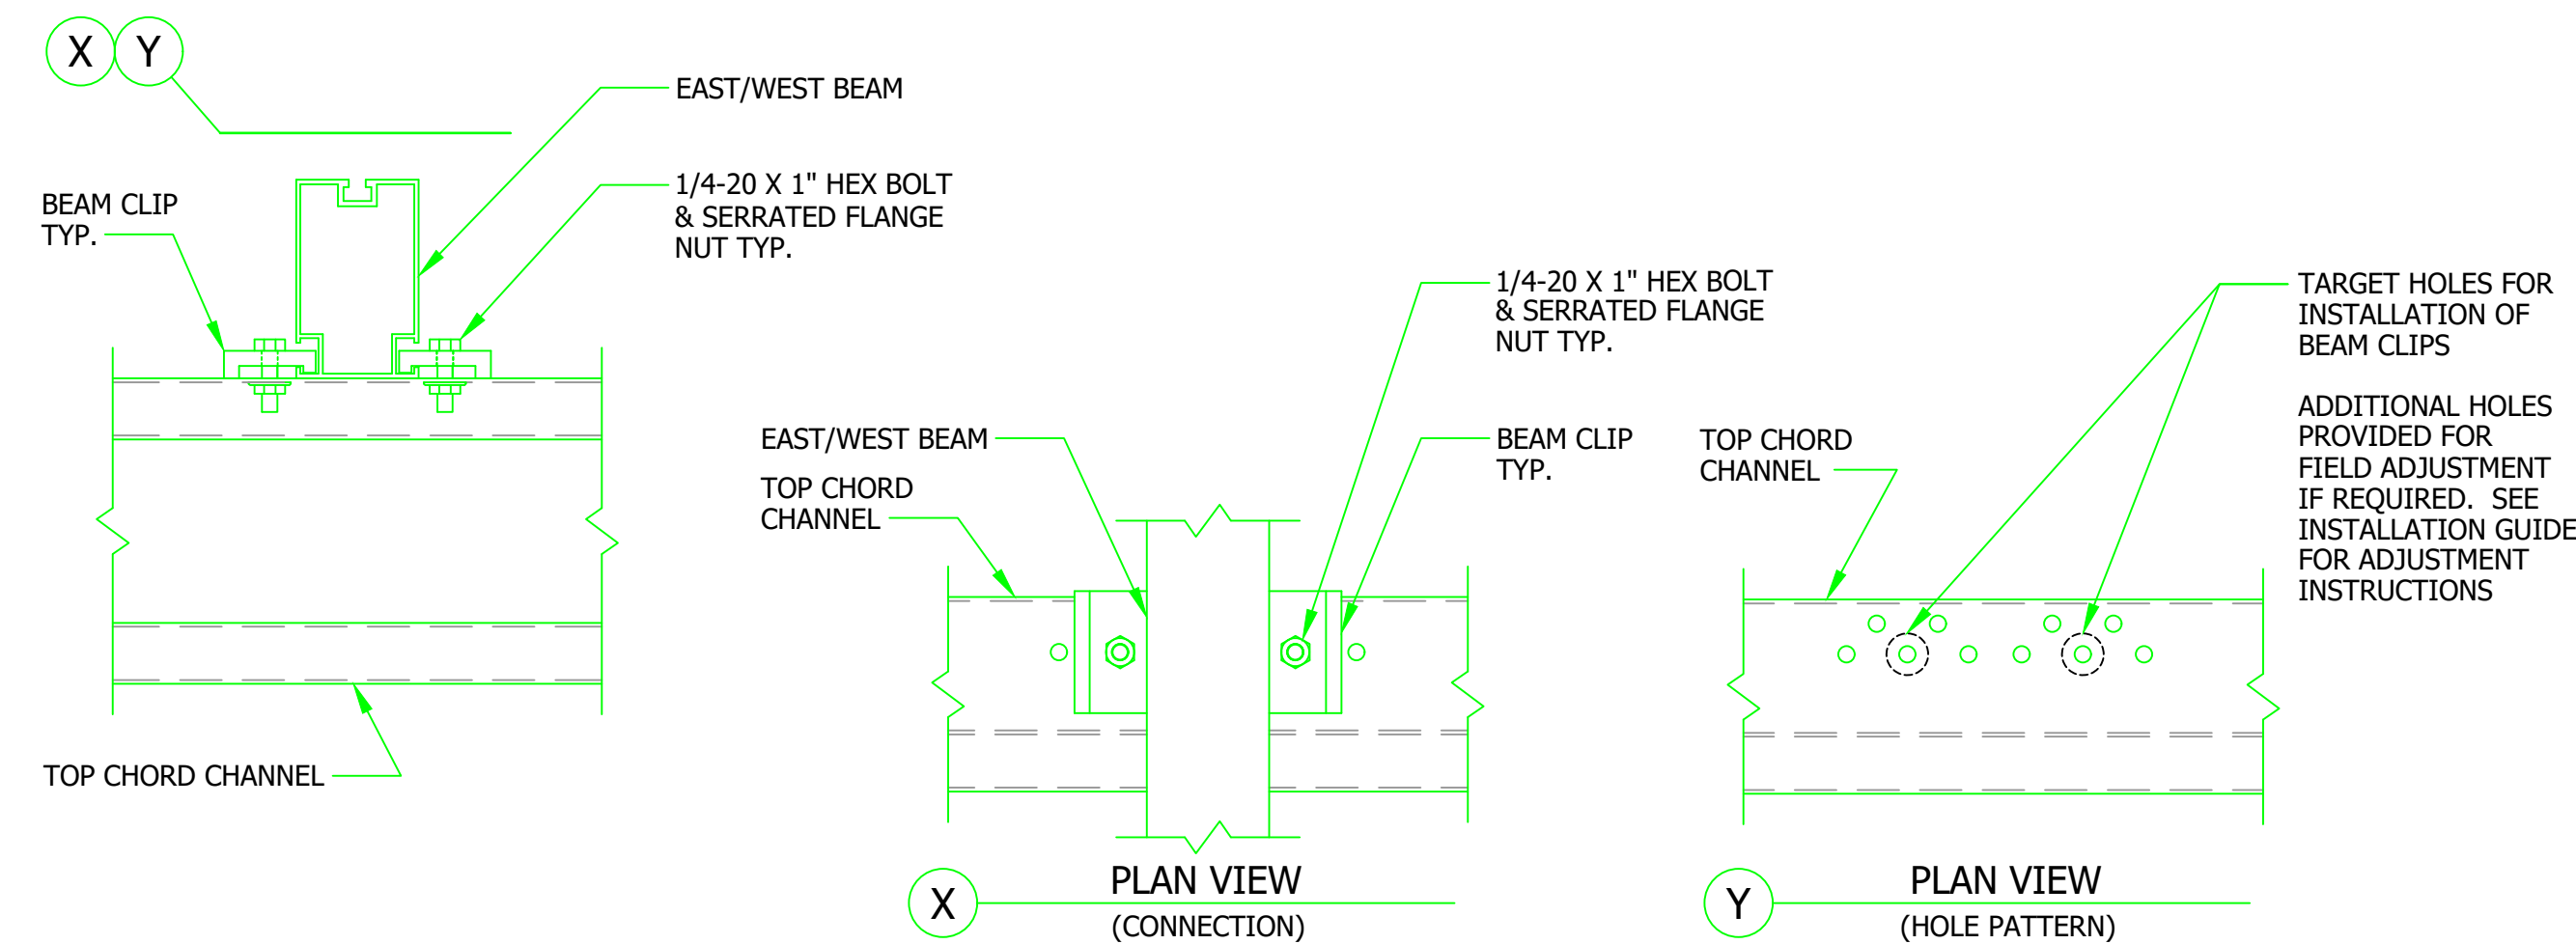 X Y
EAST/WEST BEAM
1/4-20 X 1" HEX BOLT
& SERRATED FLANGE
NUT TYP.
BEAM CLIP
TYP.
TOP CHORD CHANNEL
1/4-20 X 1" HEX BOLT
& SERRATED FLANGE
NUT TYP.
EAST/WEST BEAM
TOP CHORD
CHANNEL
BEAM CLIP
TYP.
X
PLAN VIEW
(CONNECTION)
TOP CHORD
CHANNEL
TARGET HOLES FOR
INSTALLATION OF
BEAM CLIPS
ADDITIONAL HOLES
PROVIDED FOR
FIELD ADJUSTMENT
IF REQUIRED. SEE
INSTALLATION GUIDE
FOR ADJUSTMENT
INSTRUCTIONS
Y
PLAN VIEW
(HOLE PATTERN)